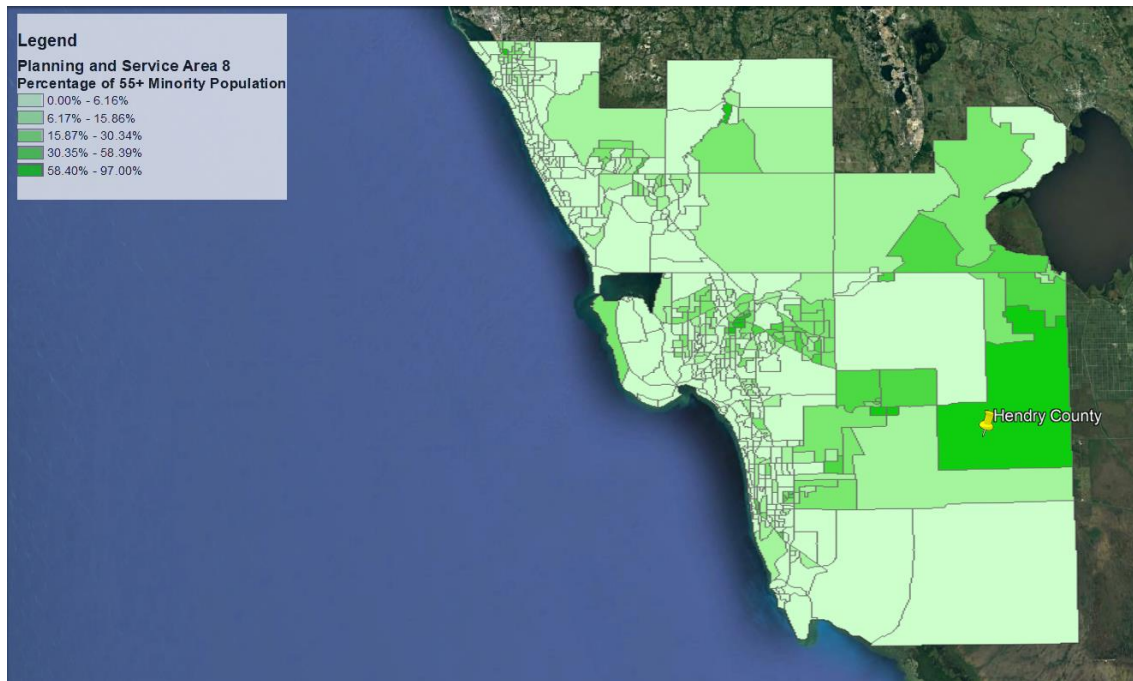 Legend
Planning and Service Area 8
Percentage of 55+ Minority Population
0.00% - 6.16%
6.17% - 15.86%
15.87% - 30.34%
30.35% - 58.39%
58.40% - 97.00%
Hendry County